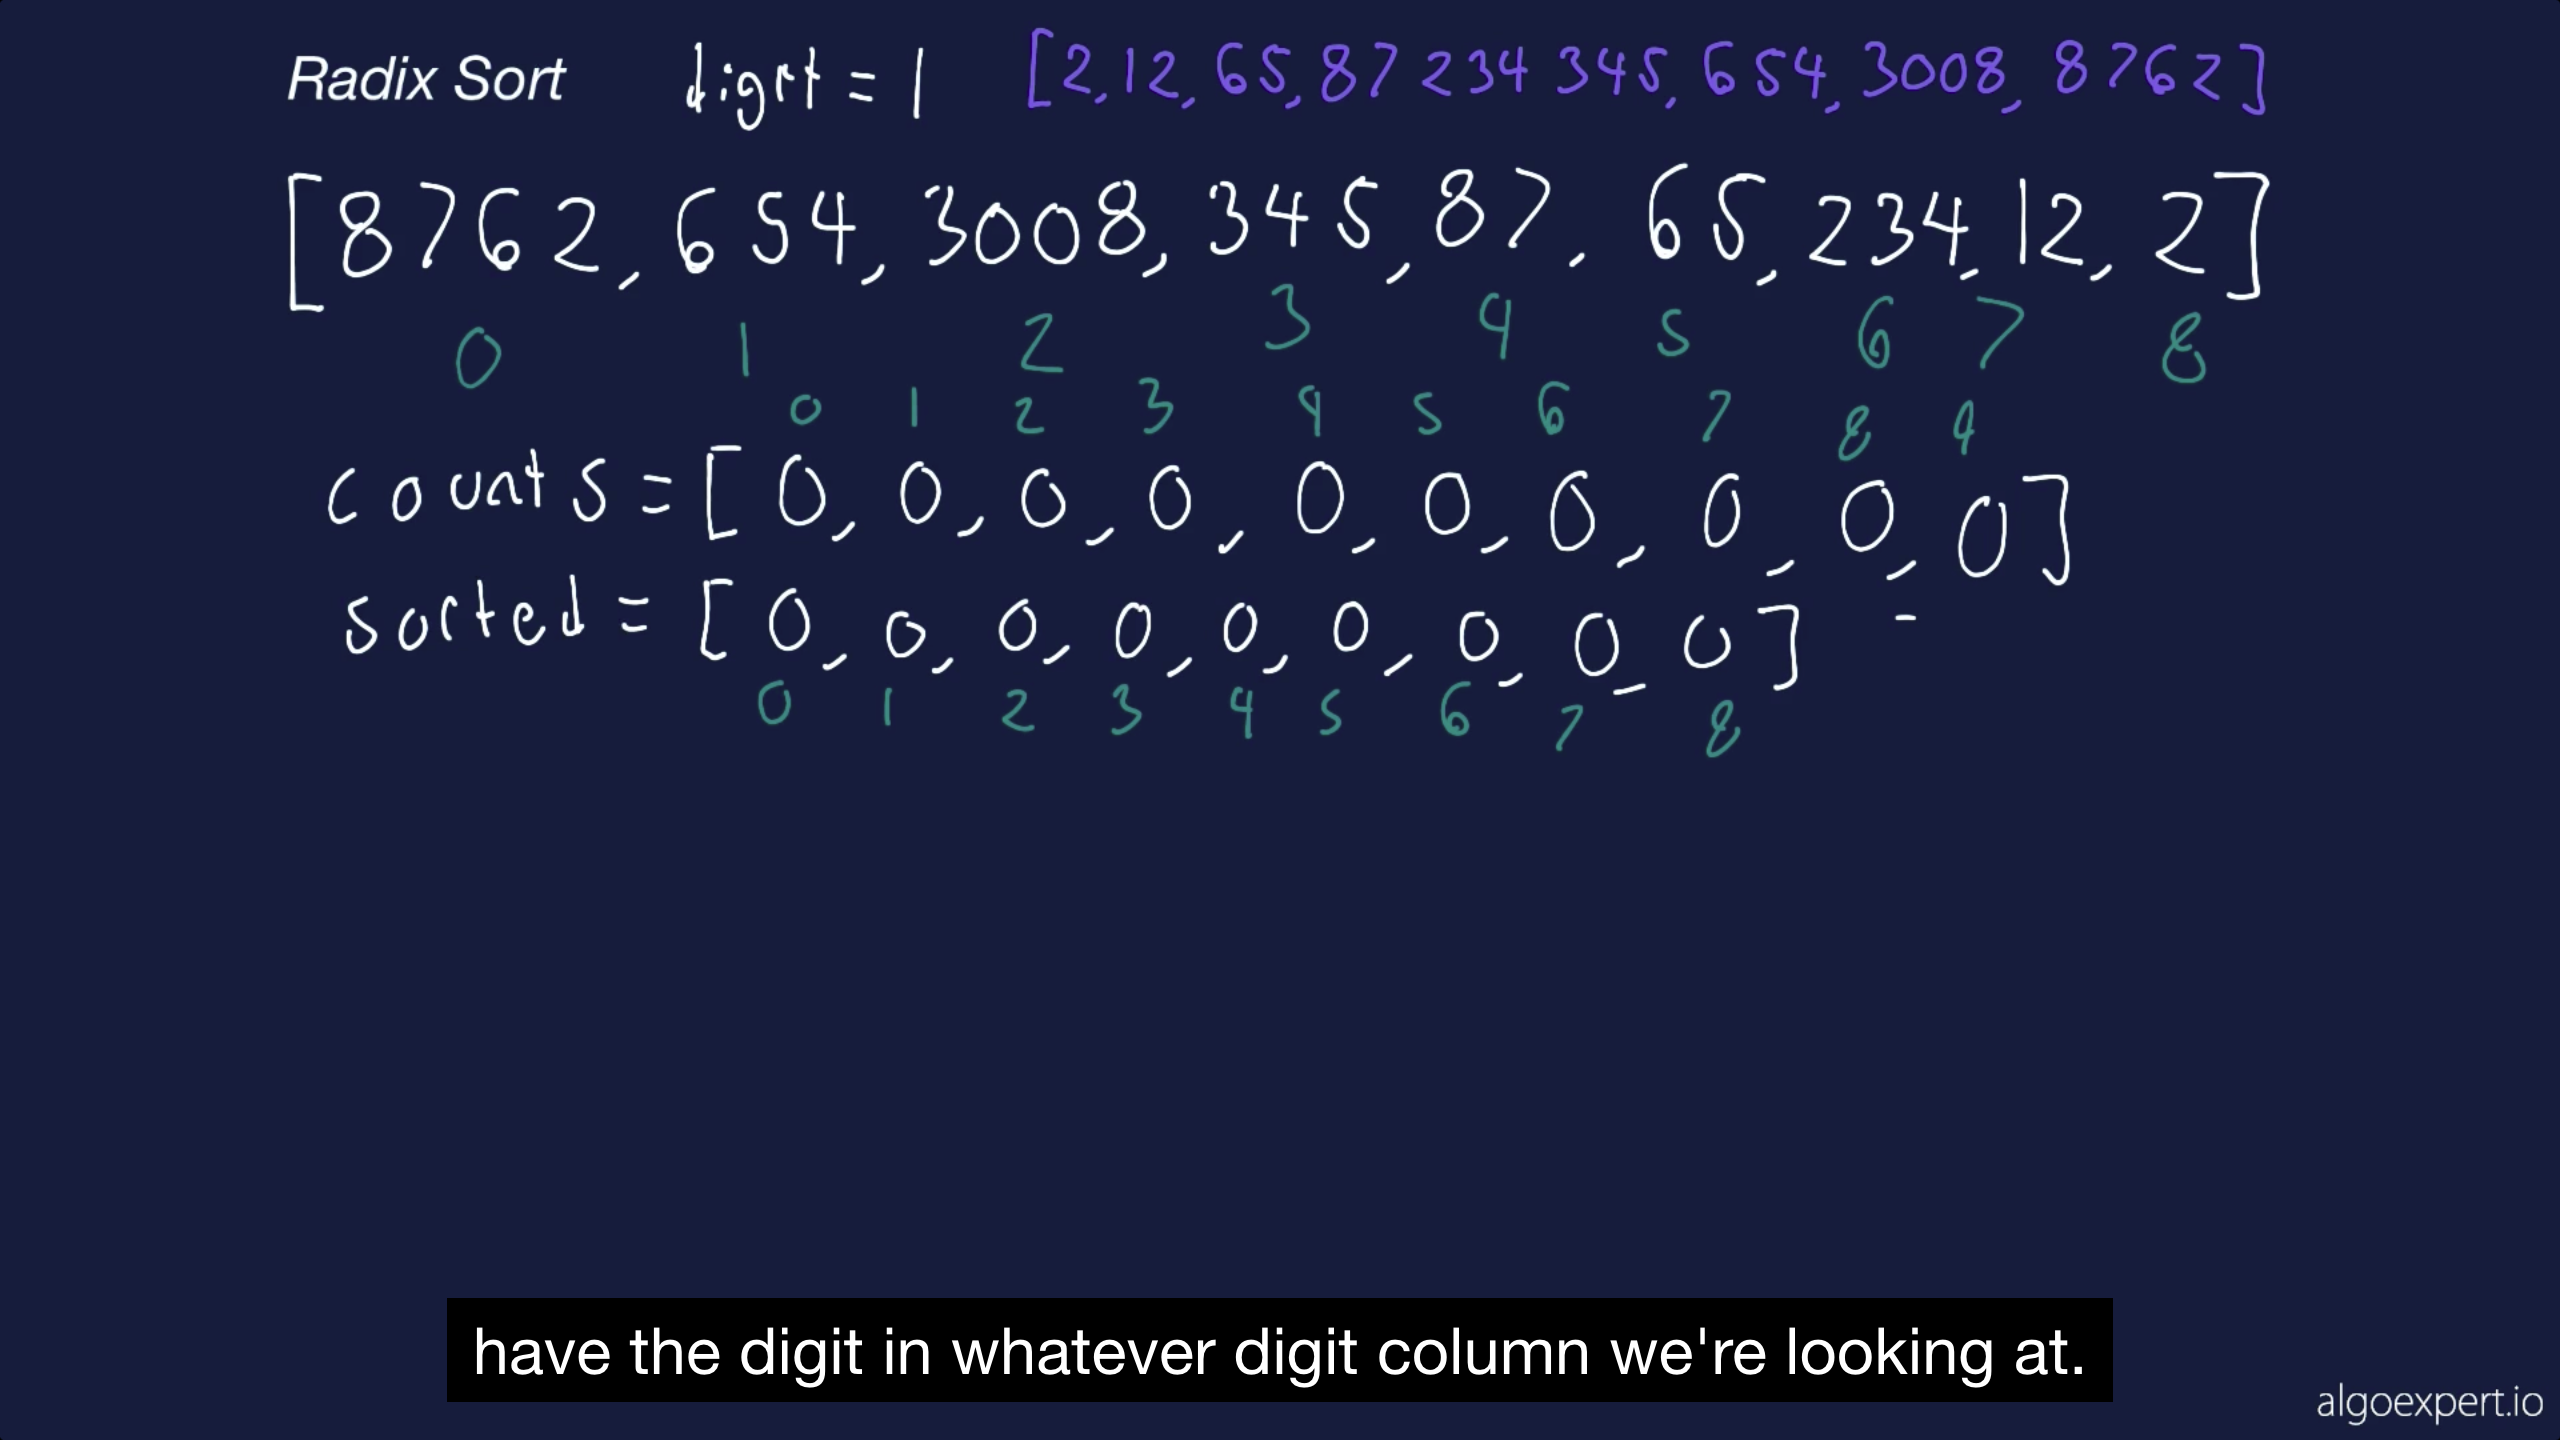 Radix Sort digit = 1 [2, 12, 65, 87 234 345, 654, 3008, 8762]
[8762, 654, 3008, 345, 87, 65, 234, 12, 2]
0 1 2 3 4 5 6 7 8
0 1 2 3 4 5 6 7 8 9
counts = [0, 0, 0, 0, 0, 0, 0, 0, 0, 0]
sorted = [0, 0, 0, 0, 0, 0, 0, 0, 0] -
0 1 2 3 4 5 6 7 8
have the digit in whatever digit column we're looking at.
algoexpert.io